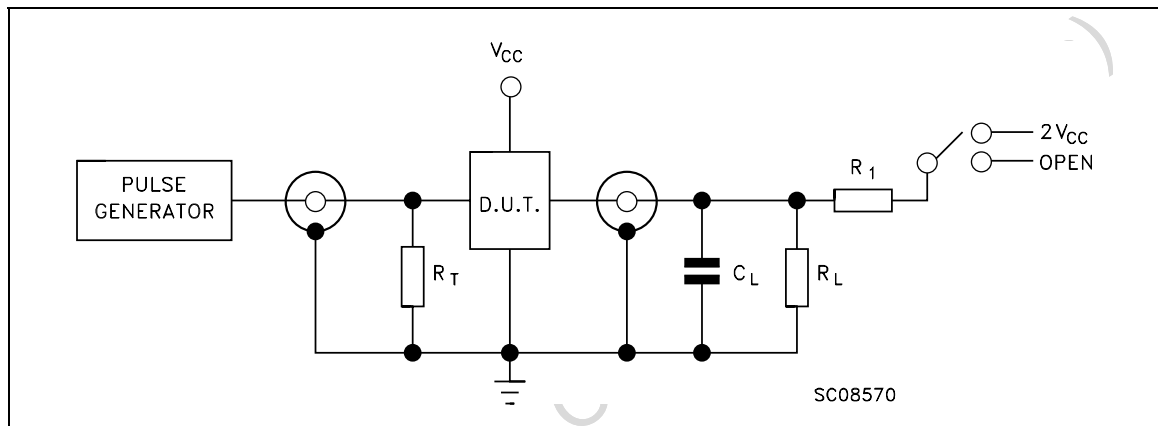 VCC
2VCC
OPEN
R1
PULSE
GENERATOR
D.U.T.
RT
CL
RL
SC08570